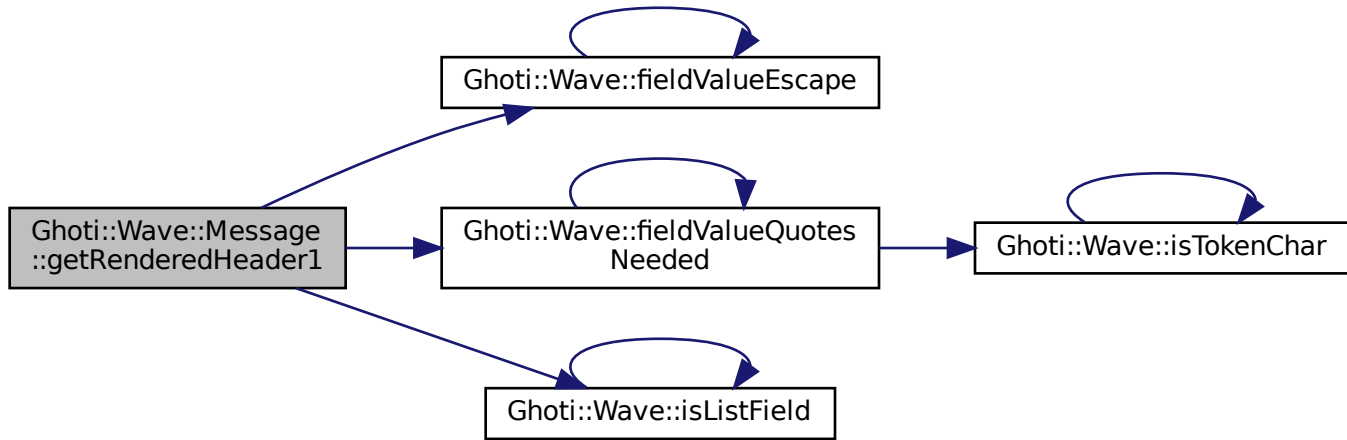 Ghoti::Wave::fieldValueEscape
Ghoti::Wave::Message
::getRenderedHeader1
Ghoti::Wave::fieldValueQuotes
Needed
Ghoti::Wave::isTokenChar
Ghoti::Wave::isListField